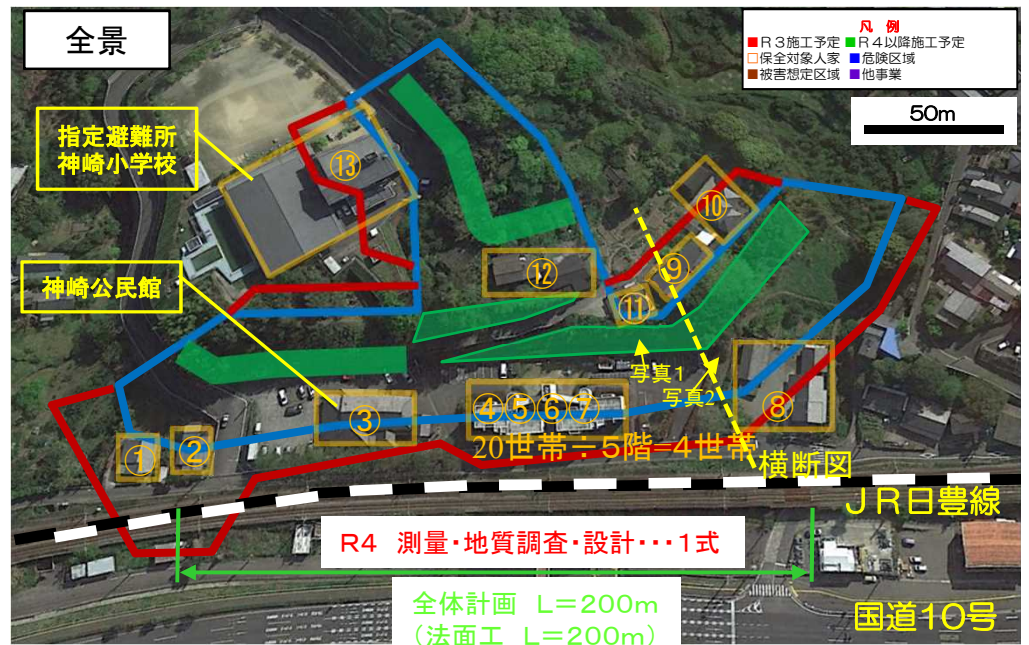 全景
凡 例
■R3施工予定 ■R4以降施工予定
□保全対象人家 ■危険区域
■被害想定区域 ■他事業
50m
指定避難所
神崎小学校
⑬
⑩
神崎公民館
⑫
⑨
⑪
写真1
写真2
①
②
③
④⑤⑥⑦
⑧
20世帯÷5階=4世帯
横断図
JR日豊線
R4 測量・地質調査・設計・・・1式
全体計画 L=200m
(法面工 L=200m)
国道10号